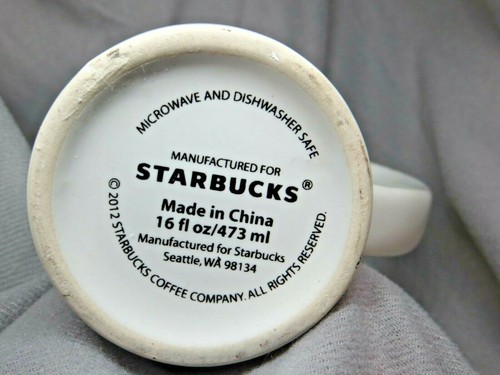 MICROWAVE AND DISHWASHER SAFE
MANUFACTURED FOR
STARBUCKS®
Made in China
16 fl oz/473 ml
Manufactured for Starbucks
Seattle, WA 98134
© 2012 STARBUCKS COFFEE COMPANY. ALL RIGHTS RESERVED.